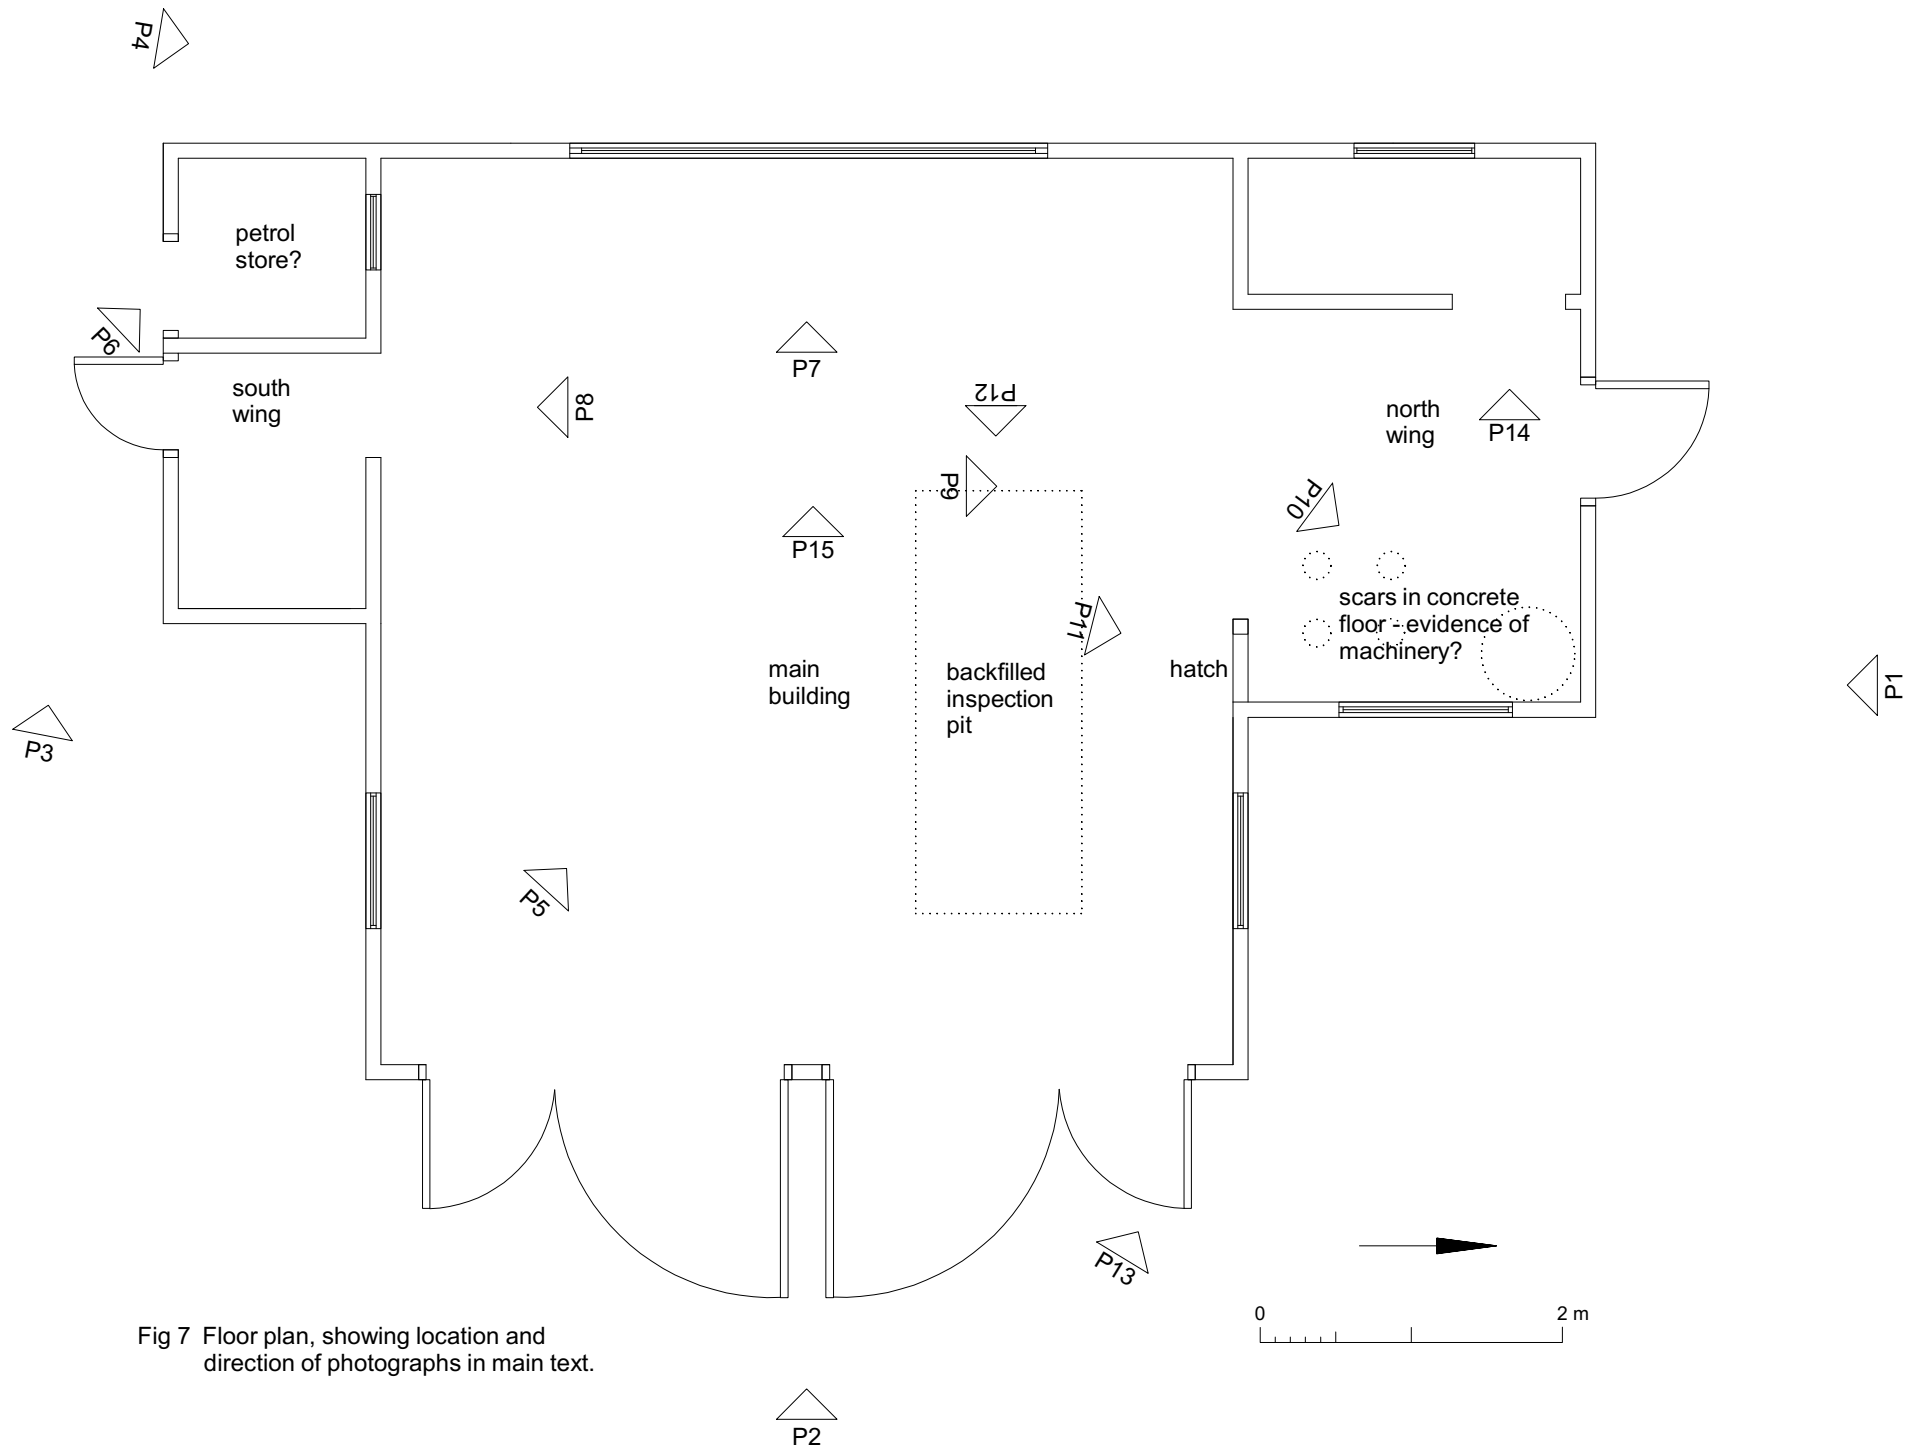 P4
petrol
store?
P6
south
wing
P8
P7
P12
P9
P15
north
wing
P14
P10
scars in concrete
floor - evidence of
machinery?
P11
main
building
backfilled
inspection
pit
hatch
P1
P3
P5
P13
0 2 m
Fig 7 Floor plan, showing location and
direction of photographs in main text.
P2